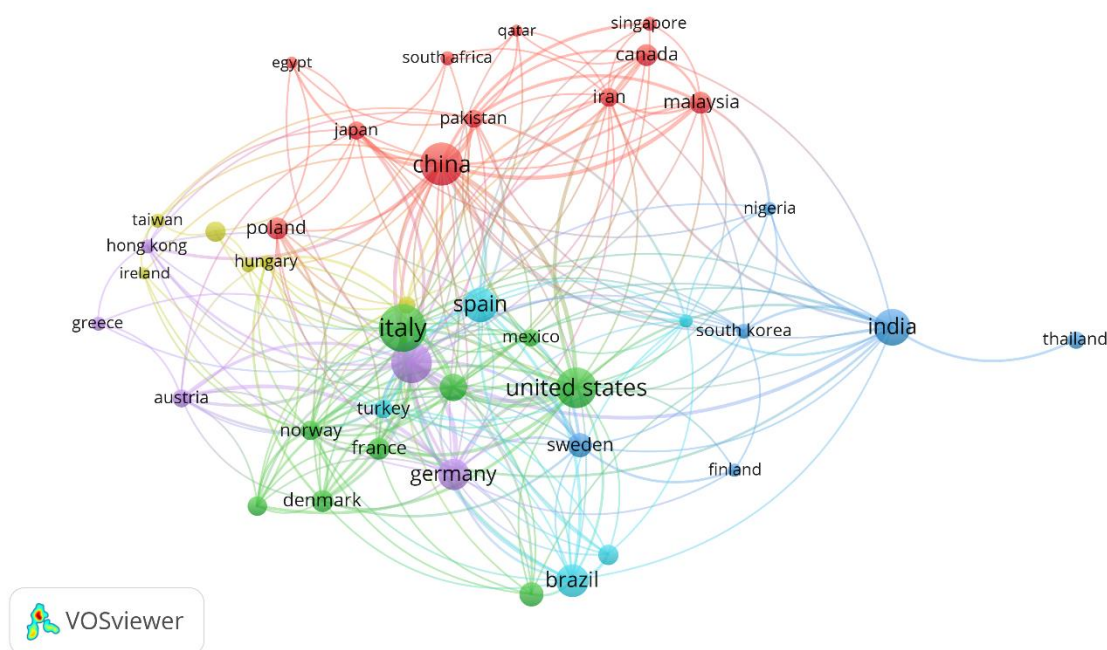 singapore
qatar
canada
south africa
egypt
iran
malaysia
pakistan
japan
china
nigeria
taiwan
poland
hong kong
hungary
ireland
spain
greece
italy
india
south korea
mexico
thailand
united states
austria
turkey
norway
france
sweden
finland
germany
denmark
brazil
VOSviewer